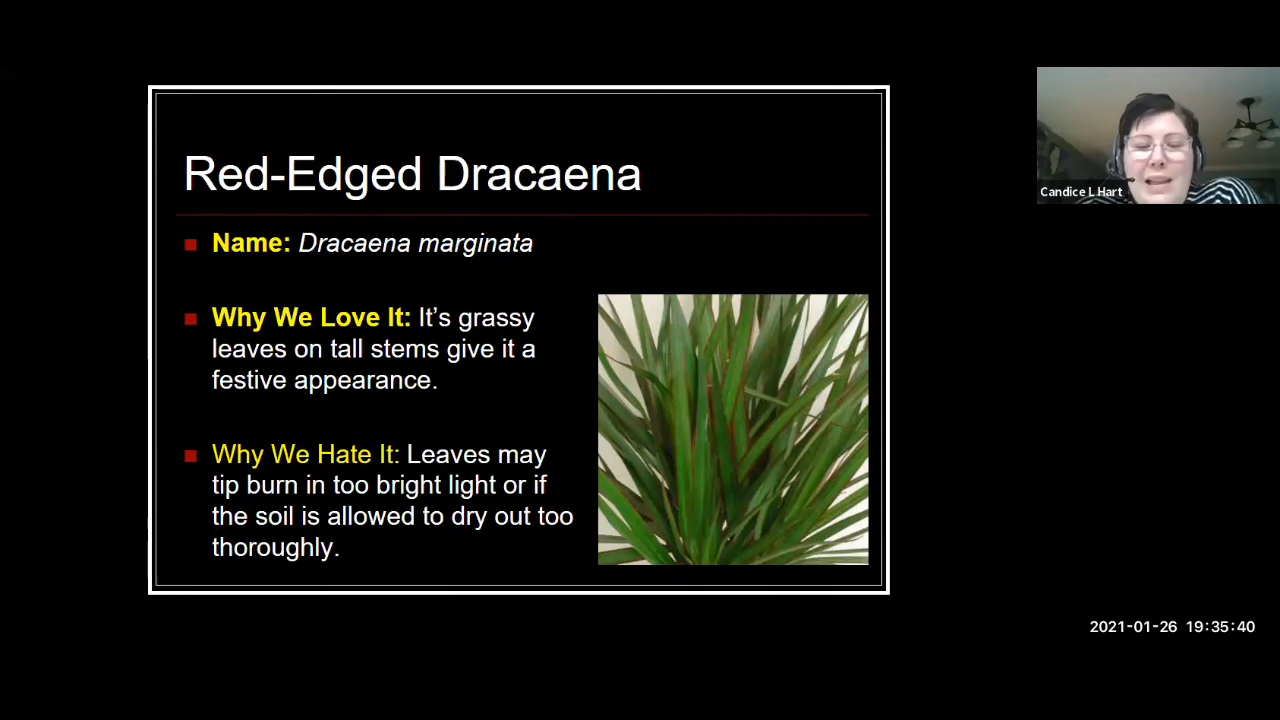 Red-Edged Dracaena
Name: Dracaena marginata
Why We Love It: It’s grassy
leaves on tall stems give it a
festive appearance.
Why We Hate It: Leaves may
tip burn in too bright light or if
the soil is allowed to dry out too
thoroughly.
Candice L Hart
2021-01-26 19:35:40